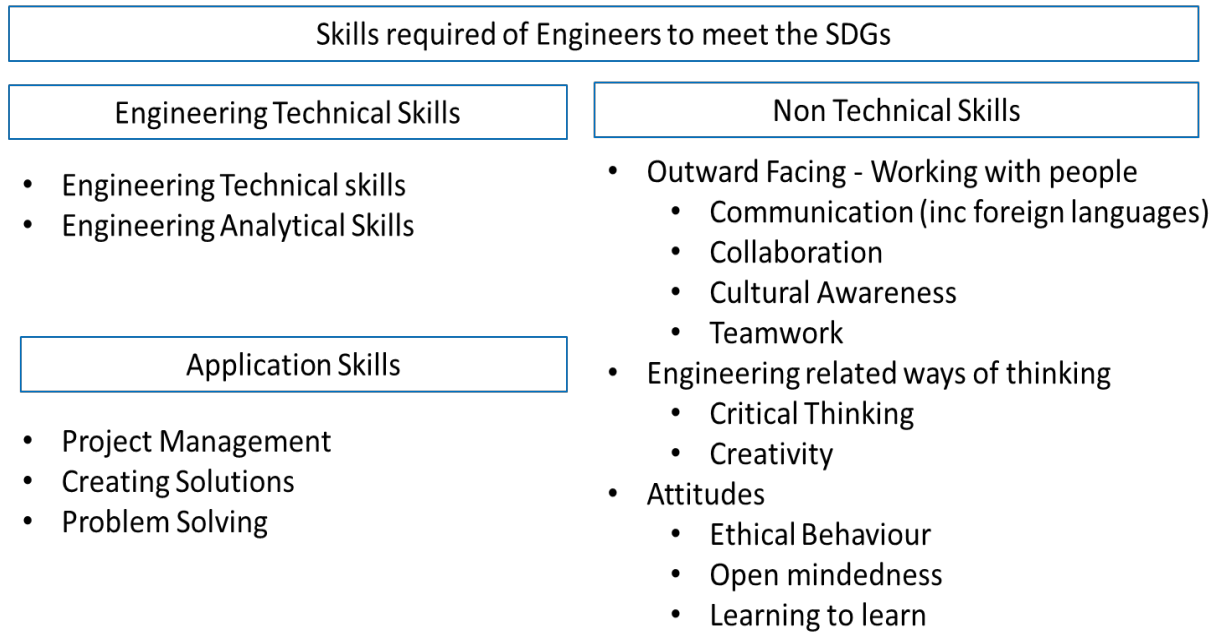 Skills required of Engineers to meet the SDGs
Engineering Technical Skills
• Engineering Technical skills
• Engineering Analytical Skills
Application Skills
• Project Management
• Creating Solutions
• Problem Solving
Non Technical Skills
• Outward Facing - Working with people
• Communication (inc foreign languages)
• Collaboration
• Cultural Awareness
• Teamwork
• Engineering related ways of thinking
• Critical Thinking
• Creativity
• Attitudes
• Ethical Behaviour
• Open mindedness
• Learning to learn